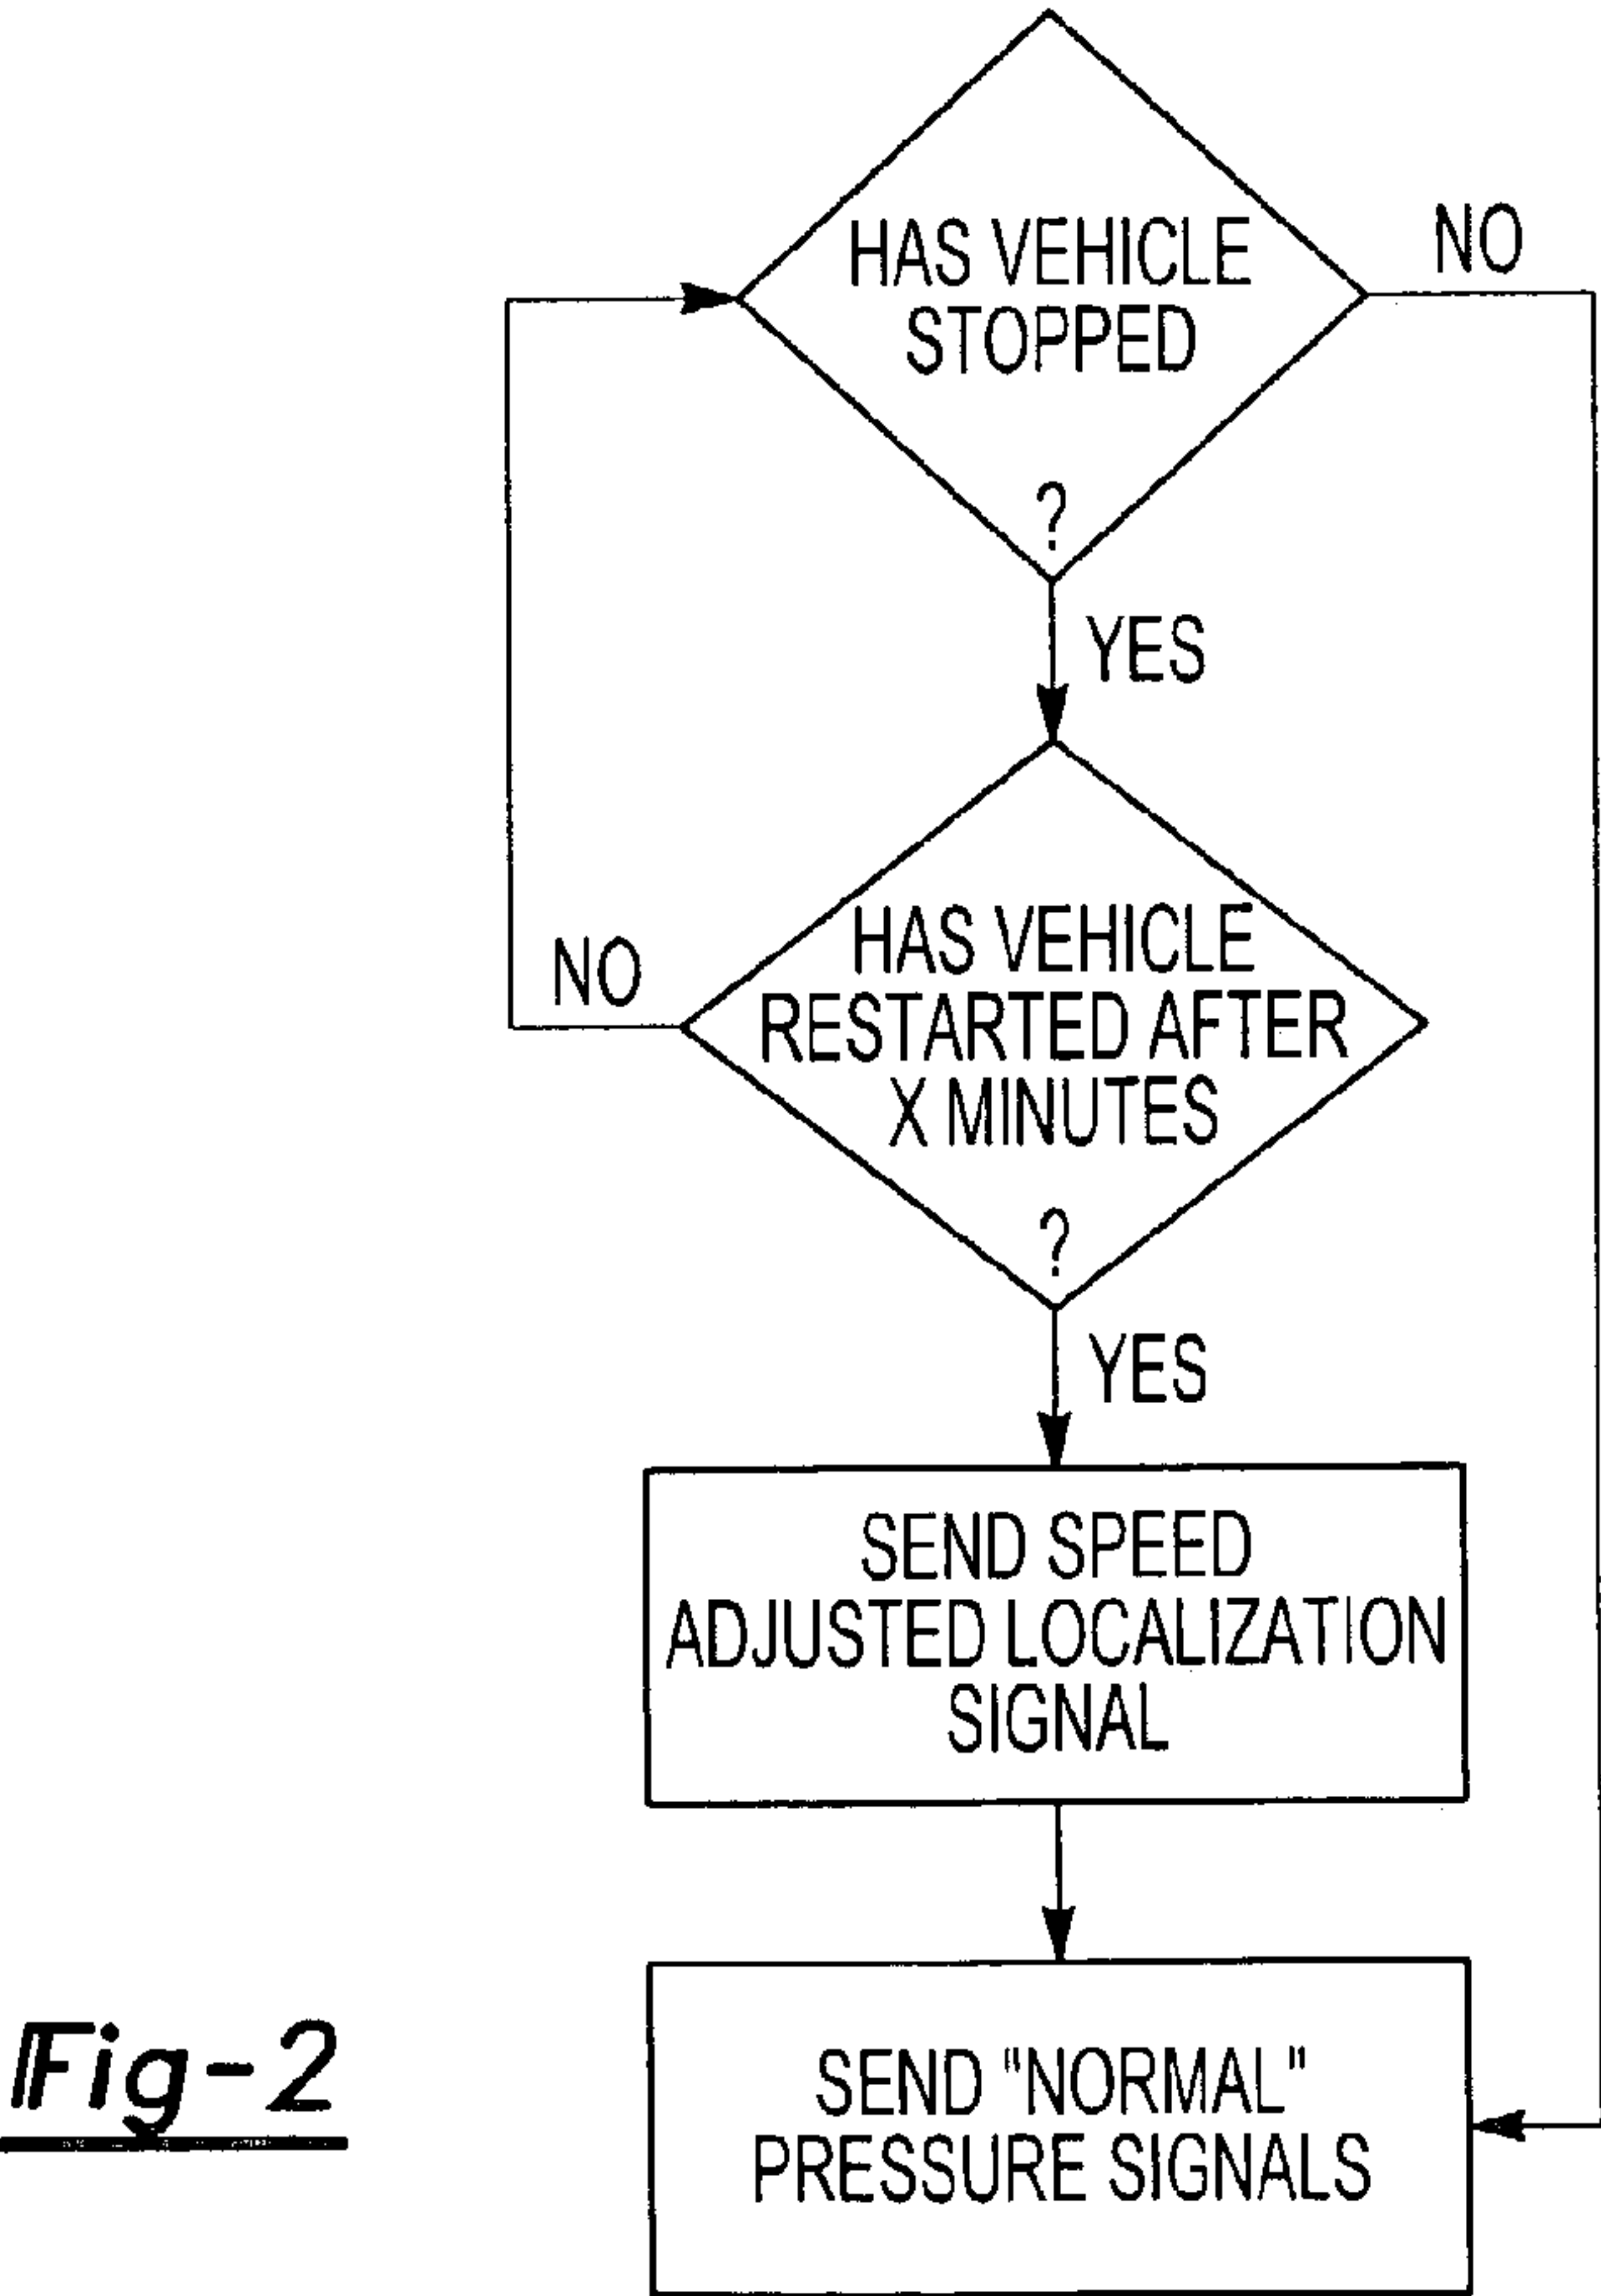 HAS VEHICLE
STOPPED
?
NO
YES
HAS VEHICLE
RESTARTED AFTER
X MINUTES
?
NO
YES
SEND SPEED
ADJUSTED LOCALIZATION
SIGNAL
SEND "NORMAL"
PRESSURE SIGNALS
Fig-2